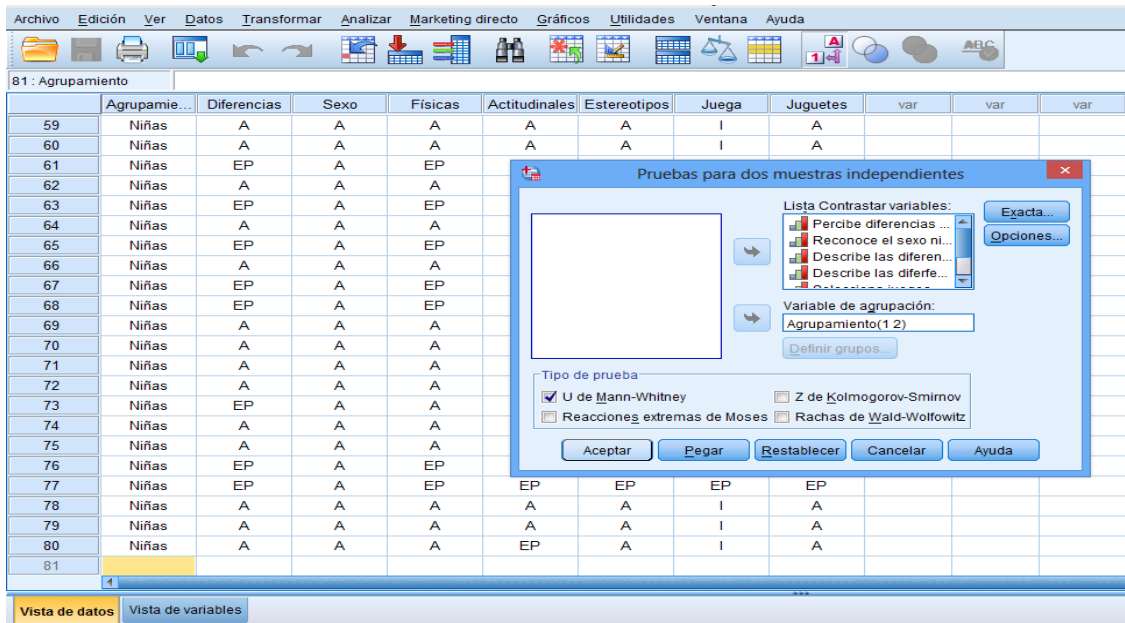 Archivo Edición Ver Datos Transformar Analizar Marketing directo Gráficos Utilidades Ventana Ayuda
81 : Agrupamiento
Agrupamie... Diferencias Sexo Físicas Actitudinales Estereotipos Juega Juguetes var var var
59 Niñas A A A A A I A
60 Niñas A A A A A I A
61 Niñas EP A EP
62 Niñas A A A
63 Niñas EP A EP
64 Niñas A A A
65 Niñas EP A EP
66 Niñas A A A
67 Niñas EP A EP
68 Niñas EP A EP
69 Niñas A A A
70 Niñas A A A
71 Niñas A A A
72 Niñas A A A
73 Niñas EP A EP
74 Niñas A A A
75 Niñas A A A
76 Niñas EP A EP
77 Niñas EP A EP EP EP EP EP
78 Niñas A A A A A I A
79 Niñas A A A A A I A
80 Niñas A A A EP A I A
81
Pruebas para dos muestras independientes
Lista Contrastar variables:
Percibe diferencias ...
Reconoce el sexo ni...
Describe las diferen...
Describe las diferfe...
Exacta...
Opciones...
Variable de agrupación:
Agrupamiento(1 2)
Definir grupos...
Tipo de prueba
U de Mann-Whitney Z de Kolmogorov-Smirnov
Reacciones extremas de Moses Rachas de Wald-Wolfowitz
Aceptar Pegar Restablecer Cancelar Ayuda
Vista de datos Vista de variables